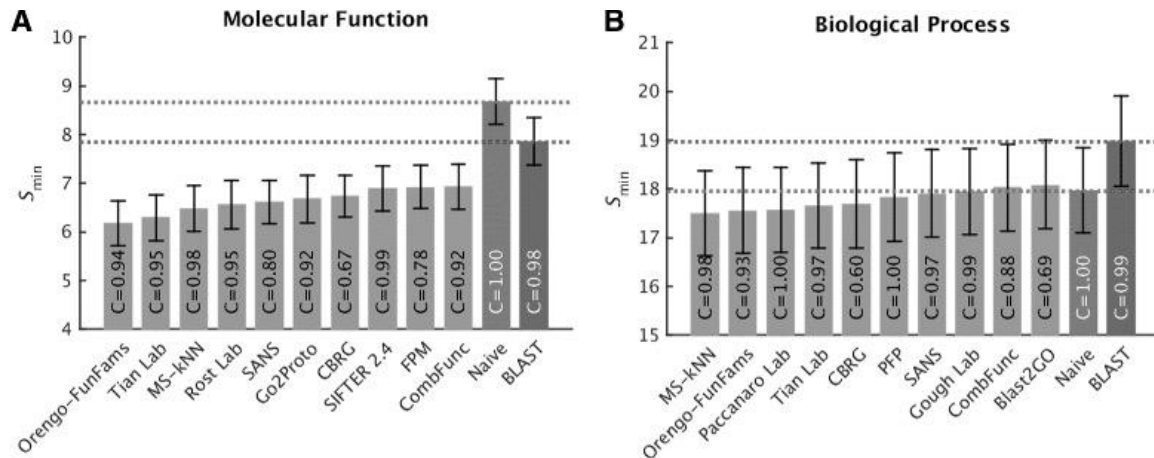 A
Molecular Function
10
9
8
7
6
5
4
Smin
C=0.94
C=0.95
C=0.98
C=0.95
C=0.80
C=0.92
C=0.67
C=0.99
C=0.78
C=0.92
C=1.00
C=0.98
Orengo-FunFams
Tian Lab
MS-kNN
Rost Lab
SANS
Go2Proto
CBRG
SIFTER 2.4
FPM
CombFunc
Naive
BLAST
B
Biological Process
21
20
19
18
17
16
15
Smin
C=0.98
C=0.93
C=1.00
C=0.97
C=0.60
C=1.00
C=0.97
C=0.99
C=0.88
C=0.69
C=1.00
C=0.99
MS-kNN
Orengo-FunFams
Paccanaro Lab
Tian Lab
CBRG
PFP
SANS
Gough Lab
CombFunc
Blast2GO
Naive
BLAST